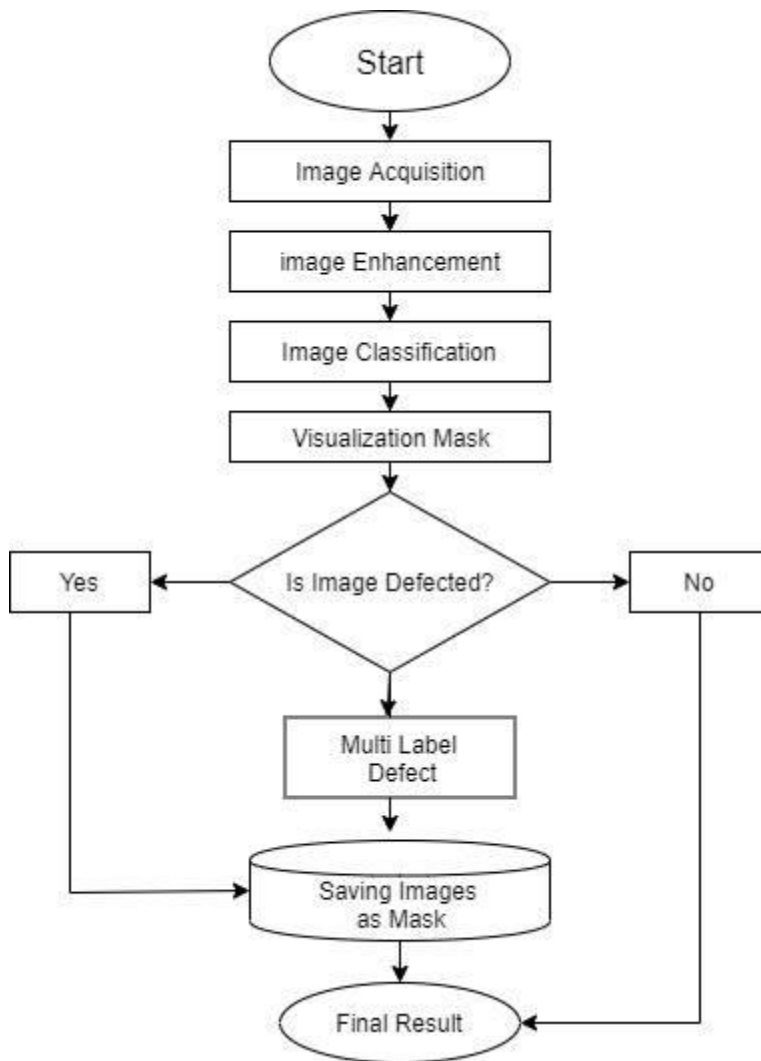 Start
Image Acquisition
image Enhancement
Image Classification
Visualization Mask
Yes
Is Image Defected?
No
Multi Label
Defect
Saving Images
as Mask
Final Result